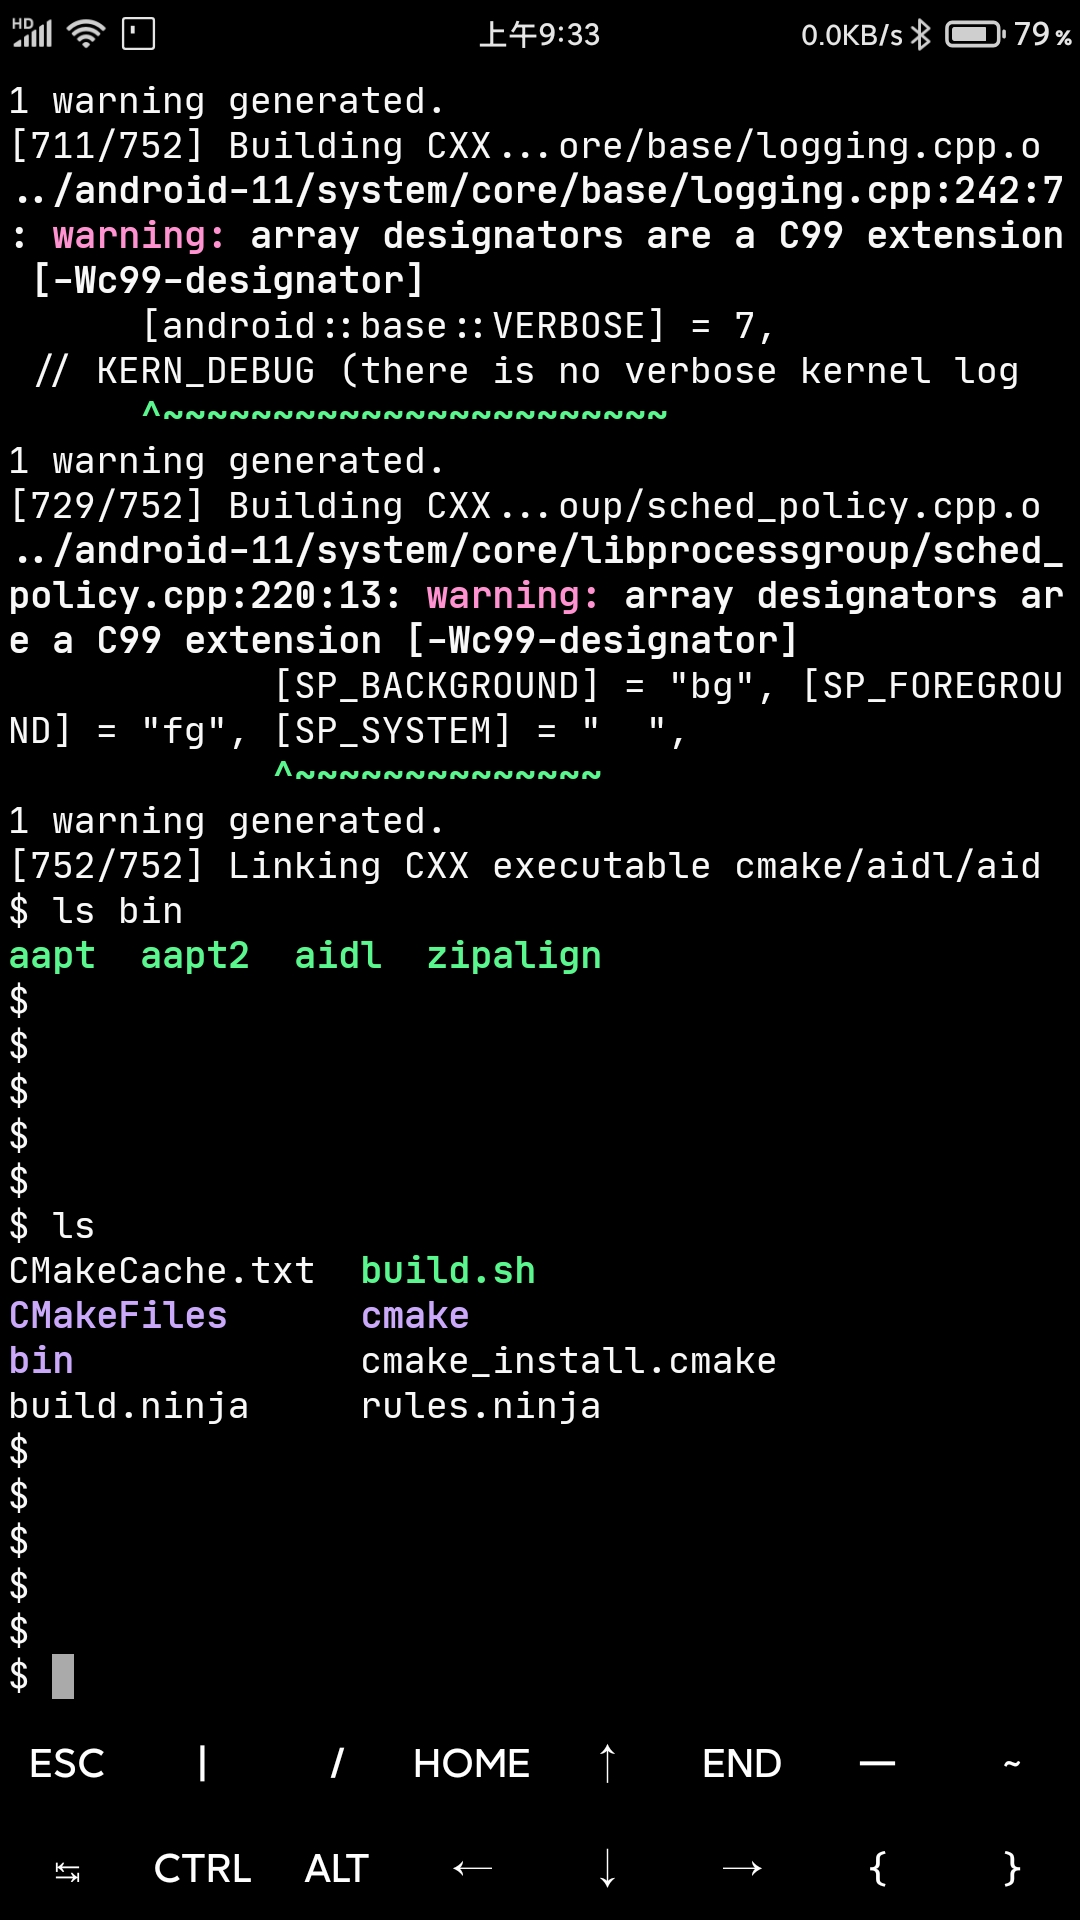 HD 上午9:33 0.0KB/s 79 %
1 warning generated.
[711/752] Building CXX...ore/base/logging.cpp.o
../android-11/system/core/base/logging.cpp:242:7
: warning: array designators are a C99 extension
[-Wc99-designator]
[android::base::VERBOSE] = 7,
// KERN_DEBUG (there is no verbose kernel log
^~~~~~~~~~~~~~~~~~~~~~~~
1 warning generated.
[729/752] Building CXX...oup/sched_policy.cpp.o
../android-11/system/core/libprocessgroup/sched_
policy.cpp:220:13: warning: array designators ar
e a C99 extension [-Wc99-designator]
[SP_BACKGROUND] = "bg", [SP_FOREGROU
ND] = "fg", [SP_SYSTEM] = "  ",
^~~~~~~~~~~~~~~
1 warning generated.
[752/752] Linking CXX executable cmake/aidl/aid
$ ls bin
aapt aapt2 aidl zipalign
$
$
$
$
$
$ ls
CMakeCache.txt build.sh
CMakeFiles cmake
bin cmake_install.cmake
build.ninja rules.ninja
$
$
$
$
$
$
ESC | / HOME ↑ END — ~
↹ CTRL ALT ← ↓ → { }